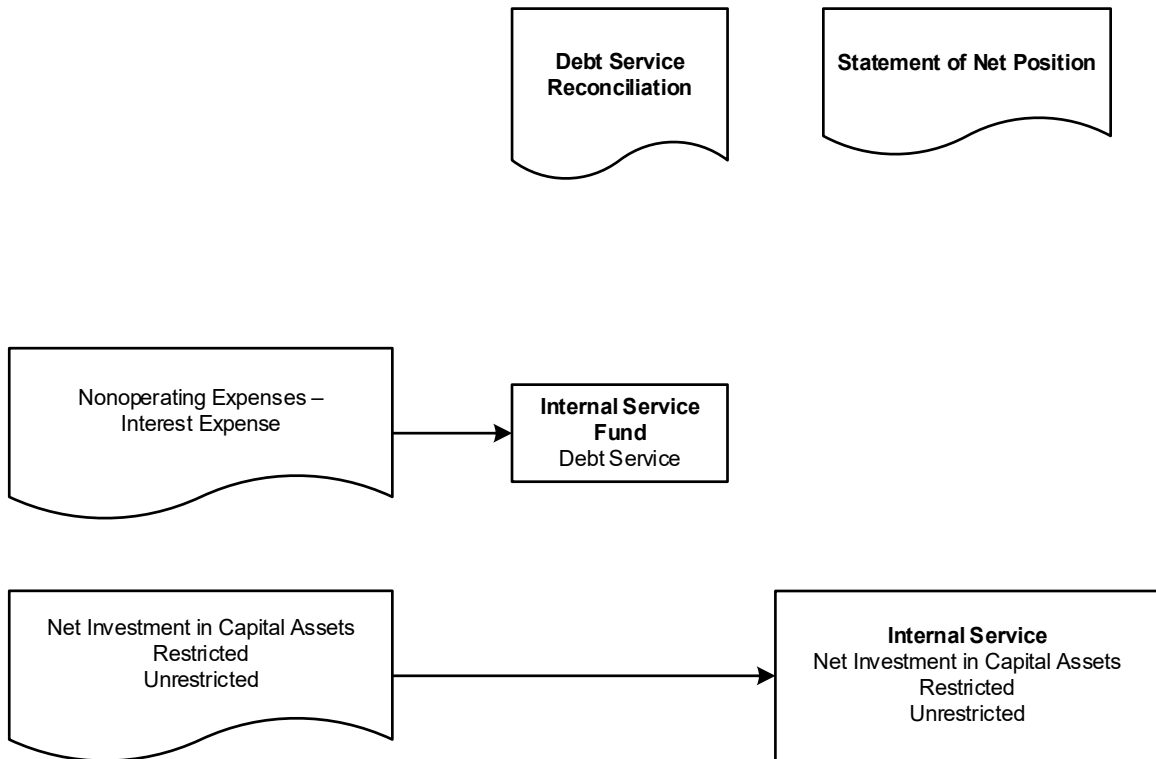 Debt Service
Reconciliation
Statement of Net Position
Nonoperating Expenses –
Interest Expense
Internal Service
Fund
Debt Service
Net Investment in Capital Assets
Restricted
Unrestricted
Internal Service
Net Investment in Capital Assets
Restricted
Unrestricted